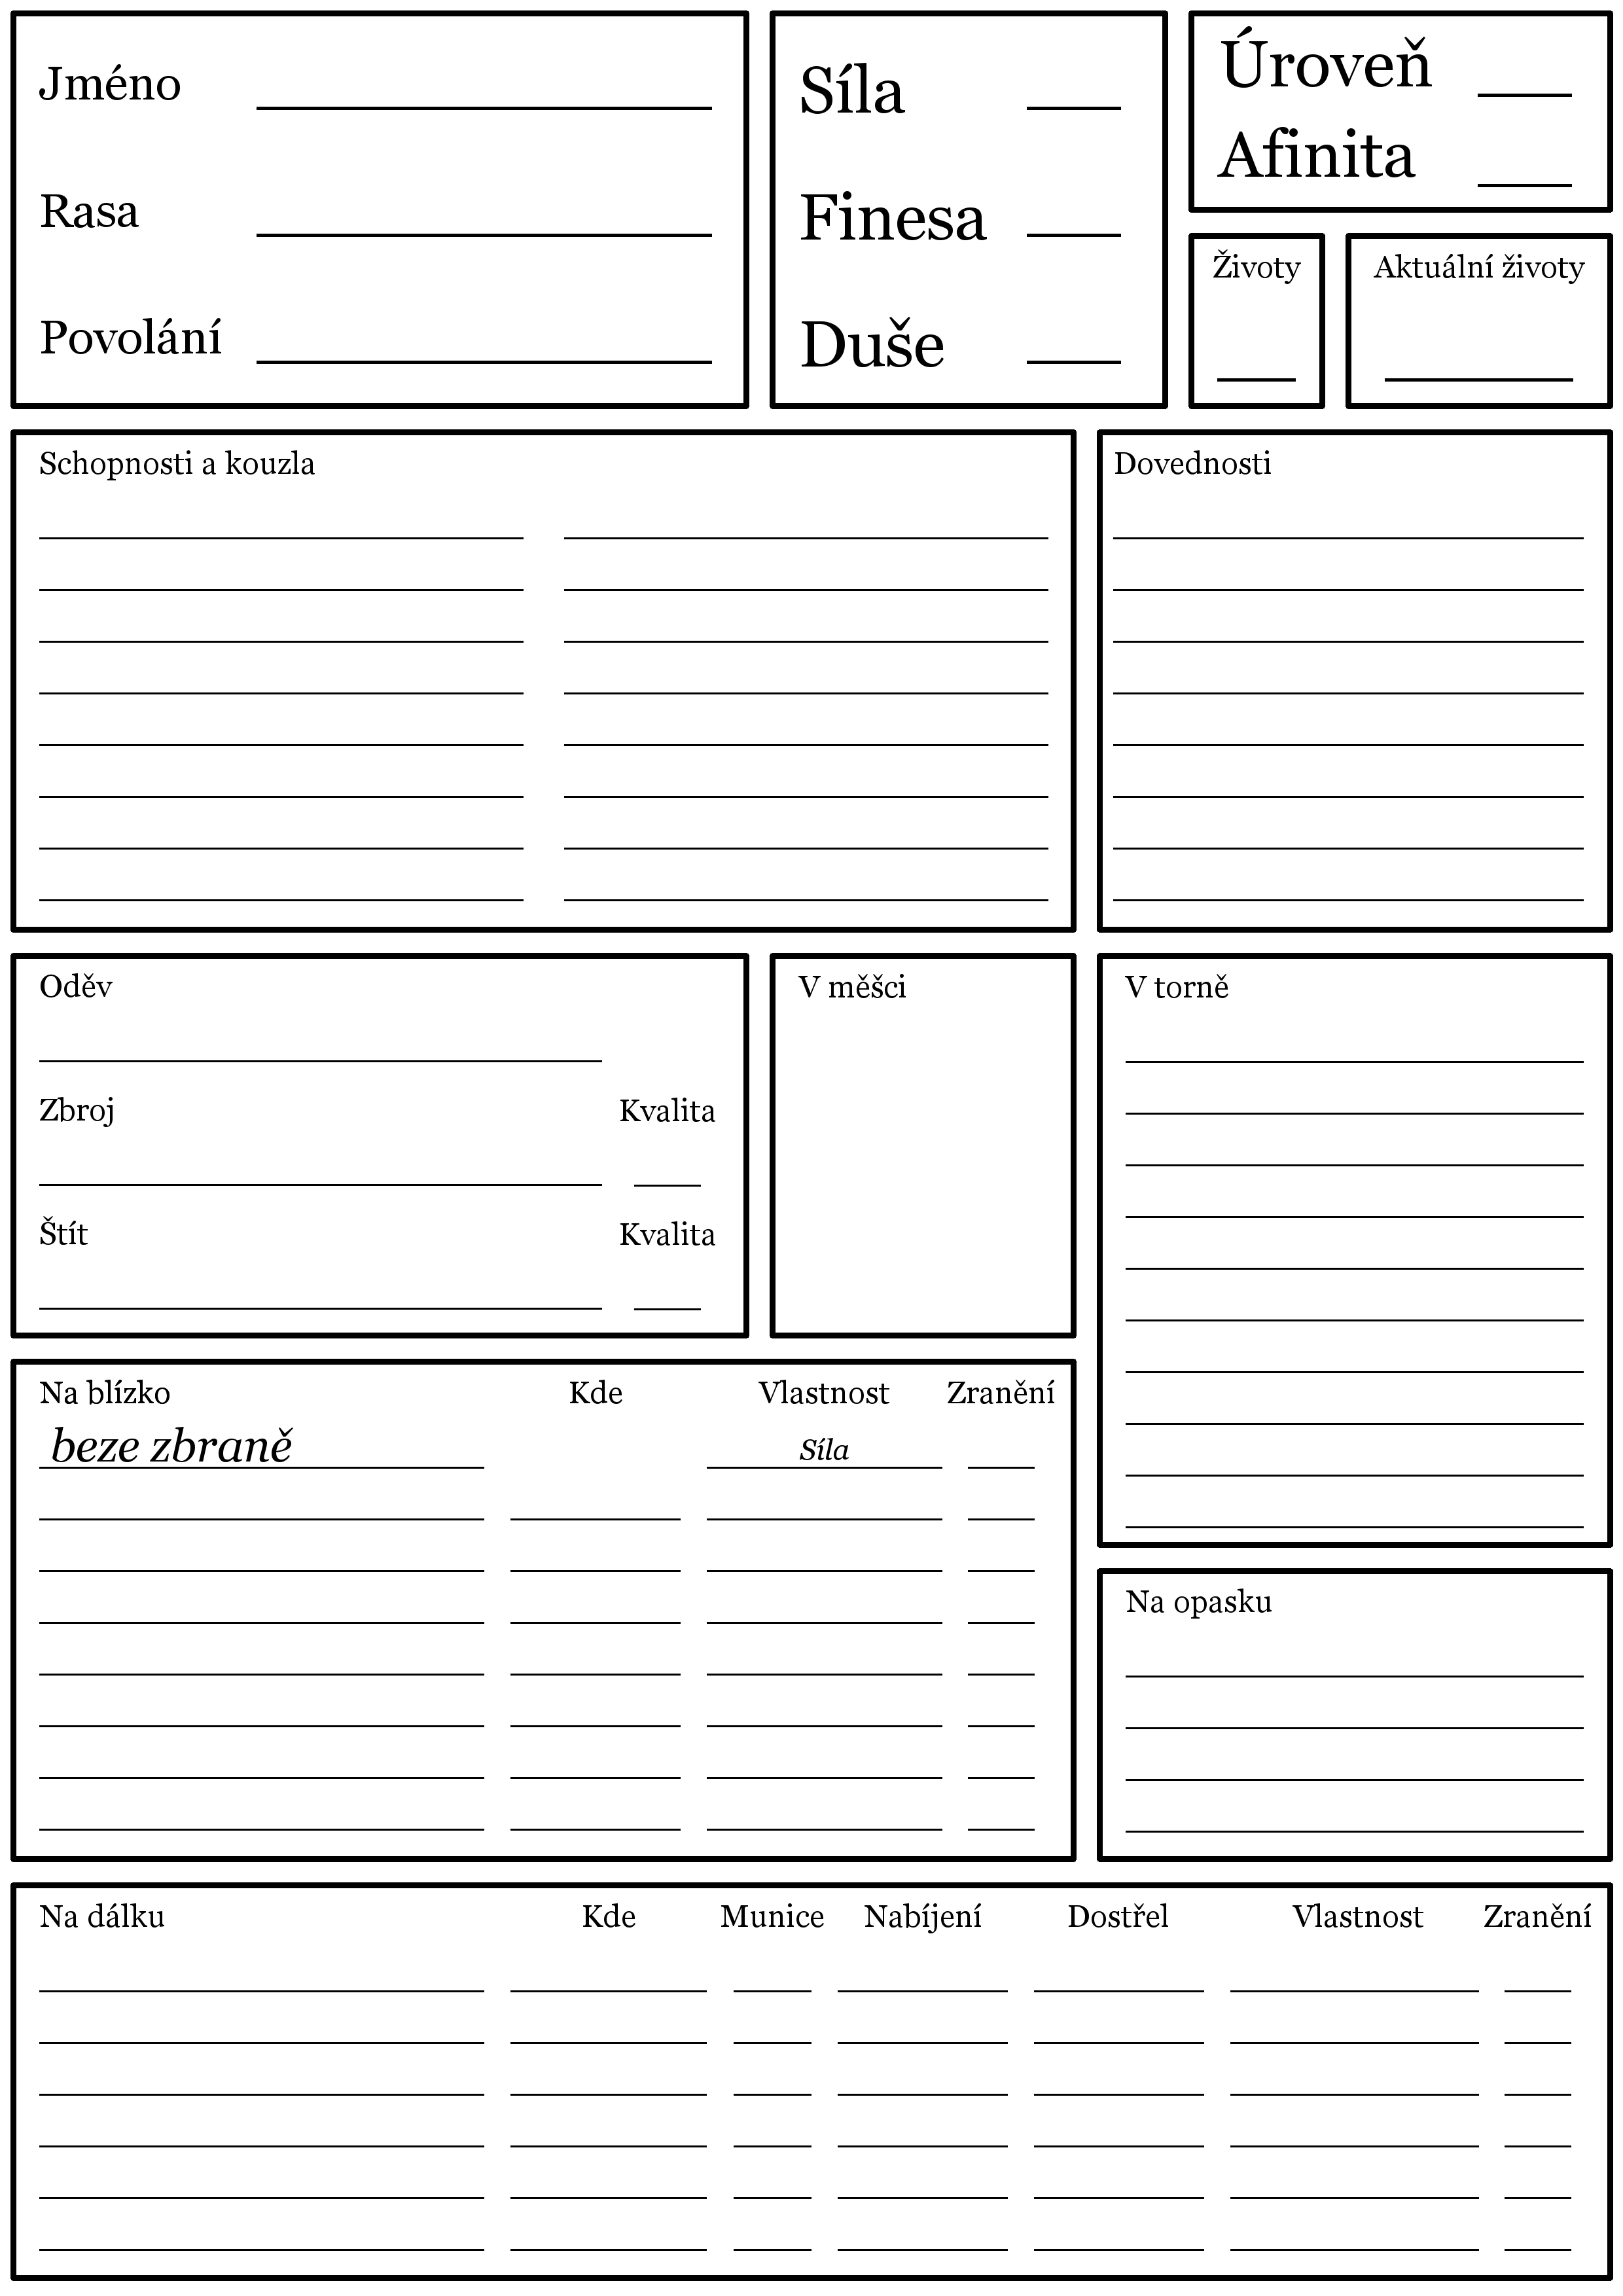 Jméno
Rasa
Povolání
Síla
Finesa
Duše
Úroveň
Afinita
Životy
Aktuální životy
Schopnosti a kouzla
Dovednosti
Oděv
Zbroj Kvalita
Štít Kvalita
V měšci
V torně
Na blízko Kde Vlastnost Zranění
beze zbraně Síla
Na opasku
Na dálku Kde Munice Nabíjení Dostřel Vlastnost Zranění